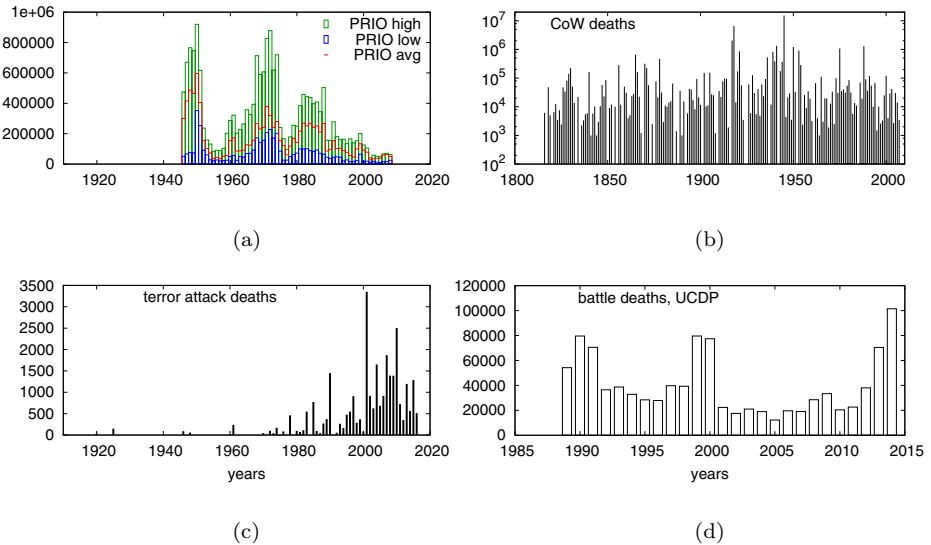 1e+06
800000
600000
400000
200000
0
PRIO high
PRIO low
PRIO avg
1920 1940 1960 1980 2000 2020
(a)
10^7
10^6
10^5
10^4
10^3
10^2
CoW deaths
1800 1850 1900 1950 2000
(b)
3500
3000
2500
2000
1500
1000
500
0
terror attack deaths
1920 1940 1960 1980 2000 2020
years
(c)
120000
100000
80000
60000
40000
20000
0
battle deaths, UCDP
1985 1990 1995 2000 2005 2010 2015
years
(d)